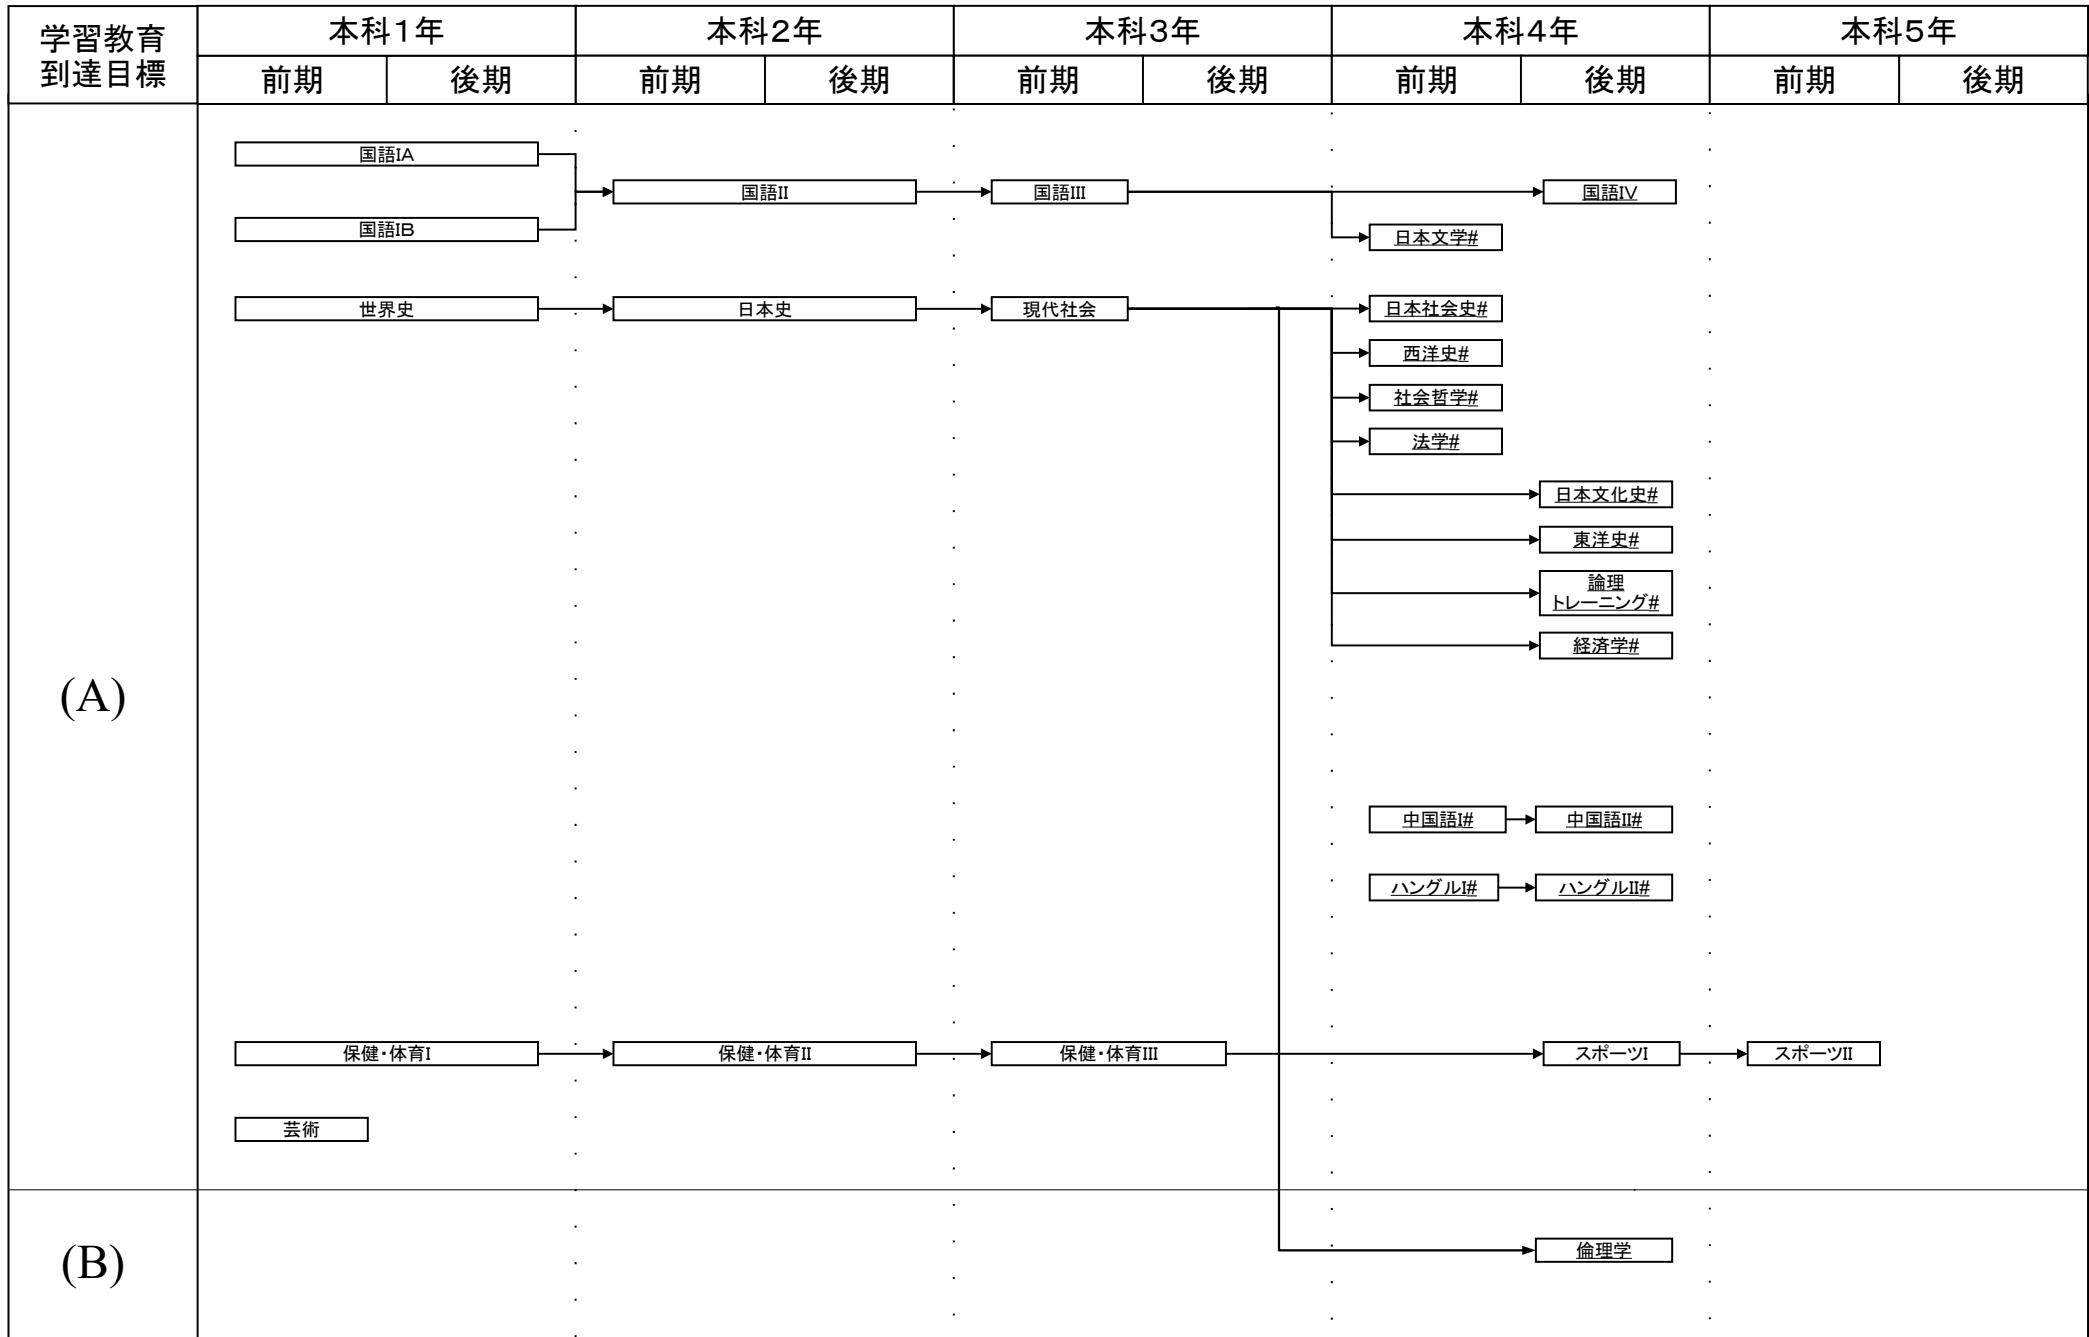 学習教育
到達目標
本科1年
本科2年
本科3年
本科4年
本科5年
前期
後期
前期
後期
前期
後期
前期
後期
前期
後期
(A)
国語IA
国語II
国語III
国語IV
国語IB
日本文学#
世界史
日本史
現代社会
日本社会史#
西洋史#
社会哲学#
法学#
日本文化史#
東洋史#
論理
トレーニング#
経済学#
中国語I#
中国語II#
ハングルI#
ハングルII#
保健・体育I
保健・体育II
保健・体育III
スポーツI
スポーツII
芸術
(B)
倫理学